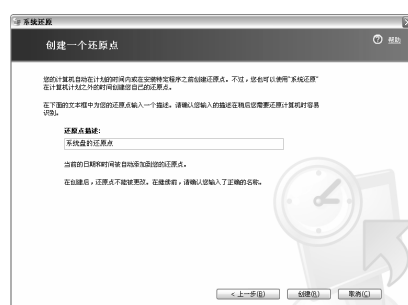 系统还原
创建一个还原点
帮助
您的计算机自动在计划的时间内或在安装特定程序之前创建还原点。不过，您也可以使用“系统还原”
在计算机计划之外的时间创建您自己的还原点。
在下面的文本框中为您的还原点输入一个描述。请确认您输入的描述在稍后您需要还原计算机时容易
识别。
还原点描述:
系统盘的还原点
当前的日期和时间被自动添加到您的还原点。
在创建后，还原点不能被更改。在继续前，请确认您输入了正确的名称。
< 上一步(B)
创建(R)
取消(C)